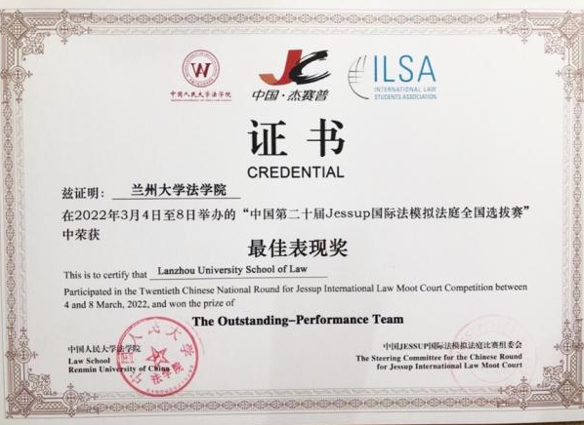 中国人民大学法学院
JC
中国·杰赛普
ILSA
INTERNATIONAL LAW
STUDENTS ASSOCIATION
证书
CREDENTIAL
兹证明： 兰州大学法学院
在2022年3月4日至8日举办的“中国第二十届Jessup国际法模拟法庭全国选拔赛”
中荣获
最佳表现奖
This is to certify that Lanzhou University School of Law
Participated in the Twentieth Chinese National Round for Jessup International Law Moot Court Competition between
4 and 8 March, 2022, and won the prize of
The Outstanding-Performance Team
中国人民大学法学院
Law School
Renmin University of China
中国JESSUP国际法模拟法庭比赛组委会
The Steering Committee for the Chinese Round
for Jessup International Law Moot Court